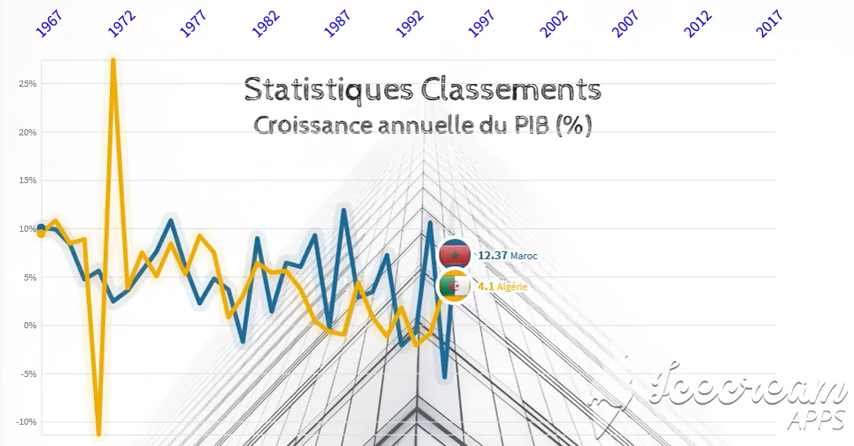 1967 1972 1977 1982 1987 1992 1997 2002 2007 2012 2017
Statistiques Classements
Croissance annuelle du PIB (%)
25%
20%
15%
10%
5%
0%
-5%
-10%
12.37 Maroc
4.1 Algérie
Icecream
APPS